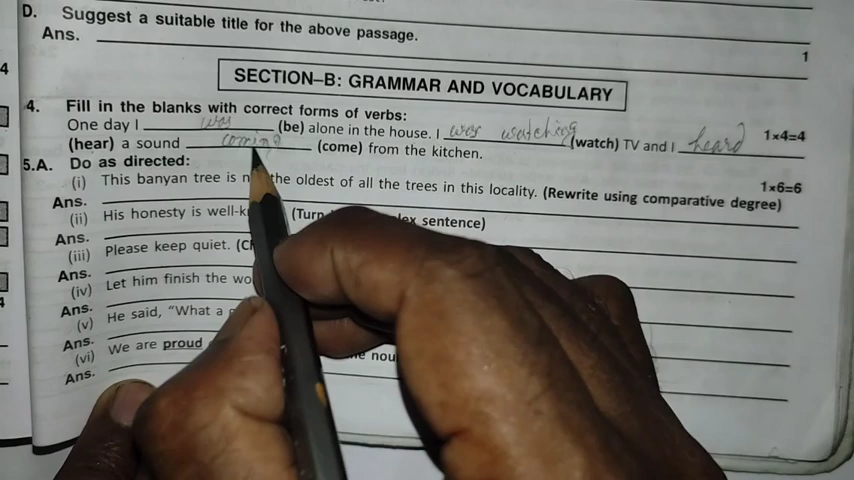 D. Suggest a suitable title for the above passage.
Ans. 1
4
SECTION–B: GRAMMAR AND VOCABULARY
4. Fill in the blanks with correct forms of verbs: 1×4=4
One day I was (be) alone in the house. I was watching (watch) TV and I heard
(hear) a sound coming (come) from the kitchen.
5.A. Do as directed: 1×6=6
(i) This banyan tree is the oldest of all the trees in this locality. (Rewrite using comparative degree)
Ans.
(ii) His honesty is (Turn sentence)
Ans.
(iii) Please keep quiet.
Ans.
(iv) Let him finish the
Ans.
(v) He said, “What a
Ans.
(vi) We are proud
Ans.